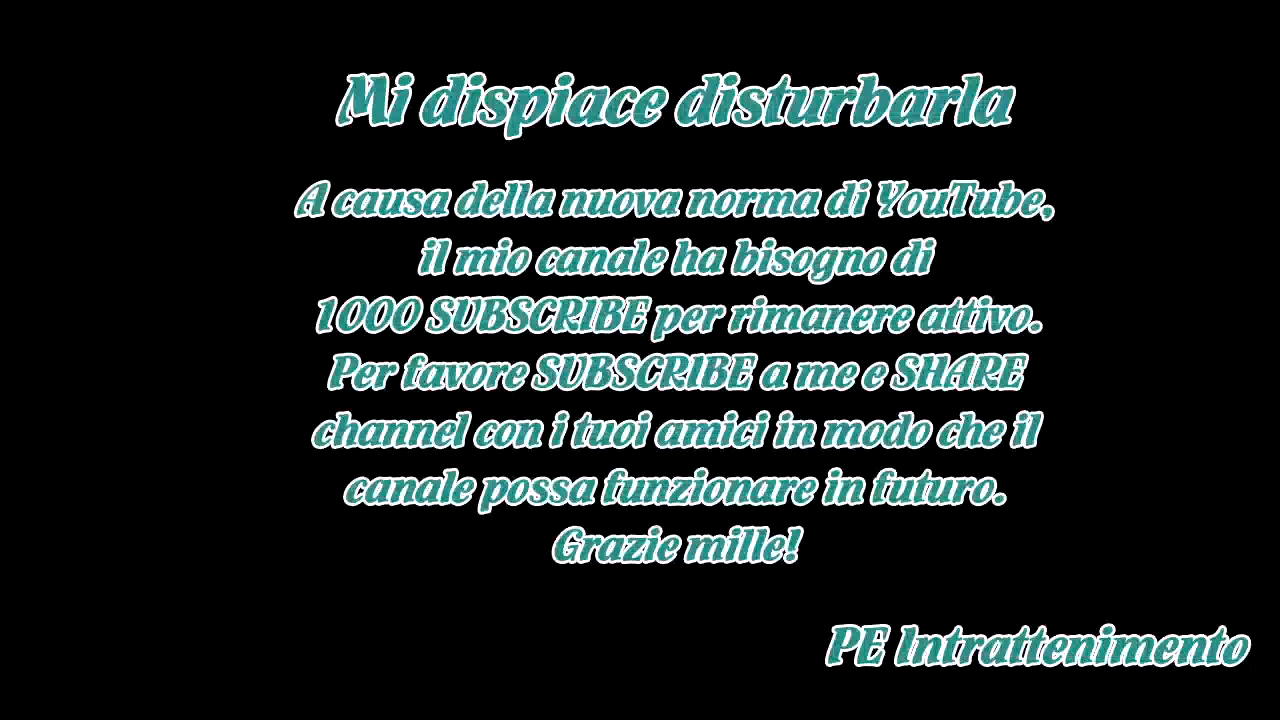 Mi dispiace disturbarla
A causa della nuova norma di YouTube,
il mio canale ha bisogno di
1000 SUBSCRIBE per rimanere attivo.
Per favore SUBSCRIBE a me e SHARE
channel con i tuoi amici in modo che il
canale possa funzionare in futuro.
Grazie mille!
PE Intrattenimento